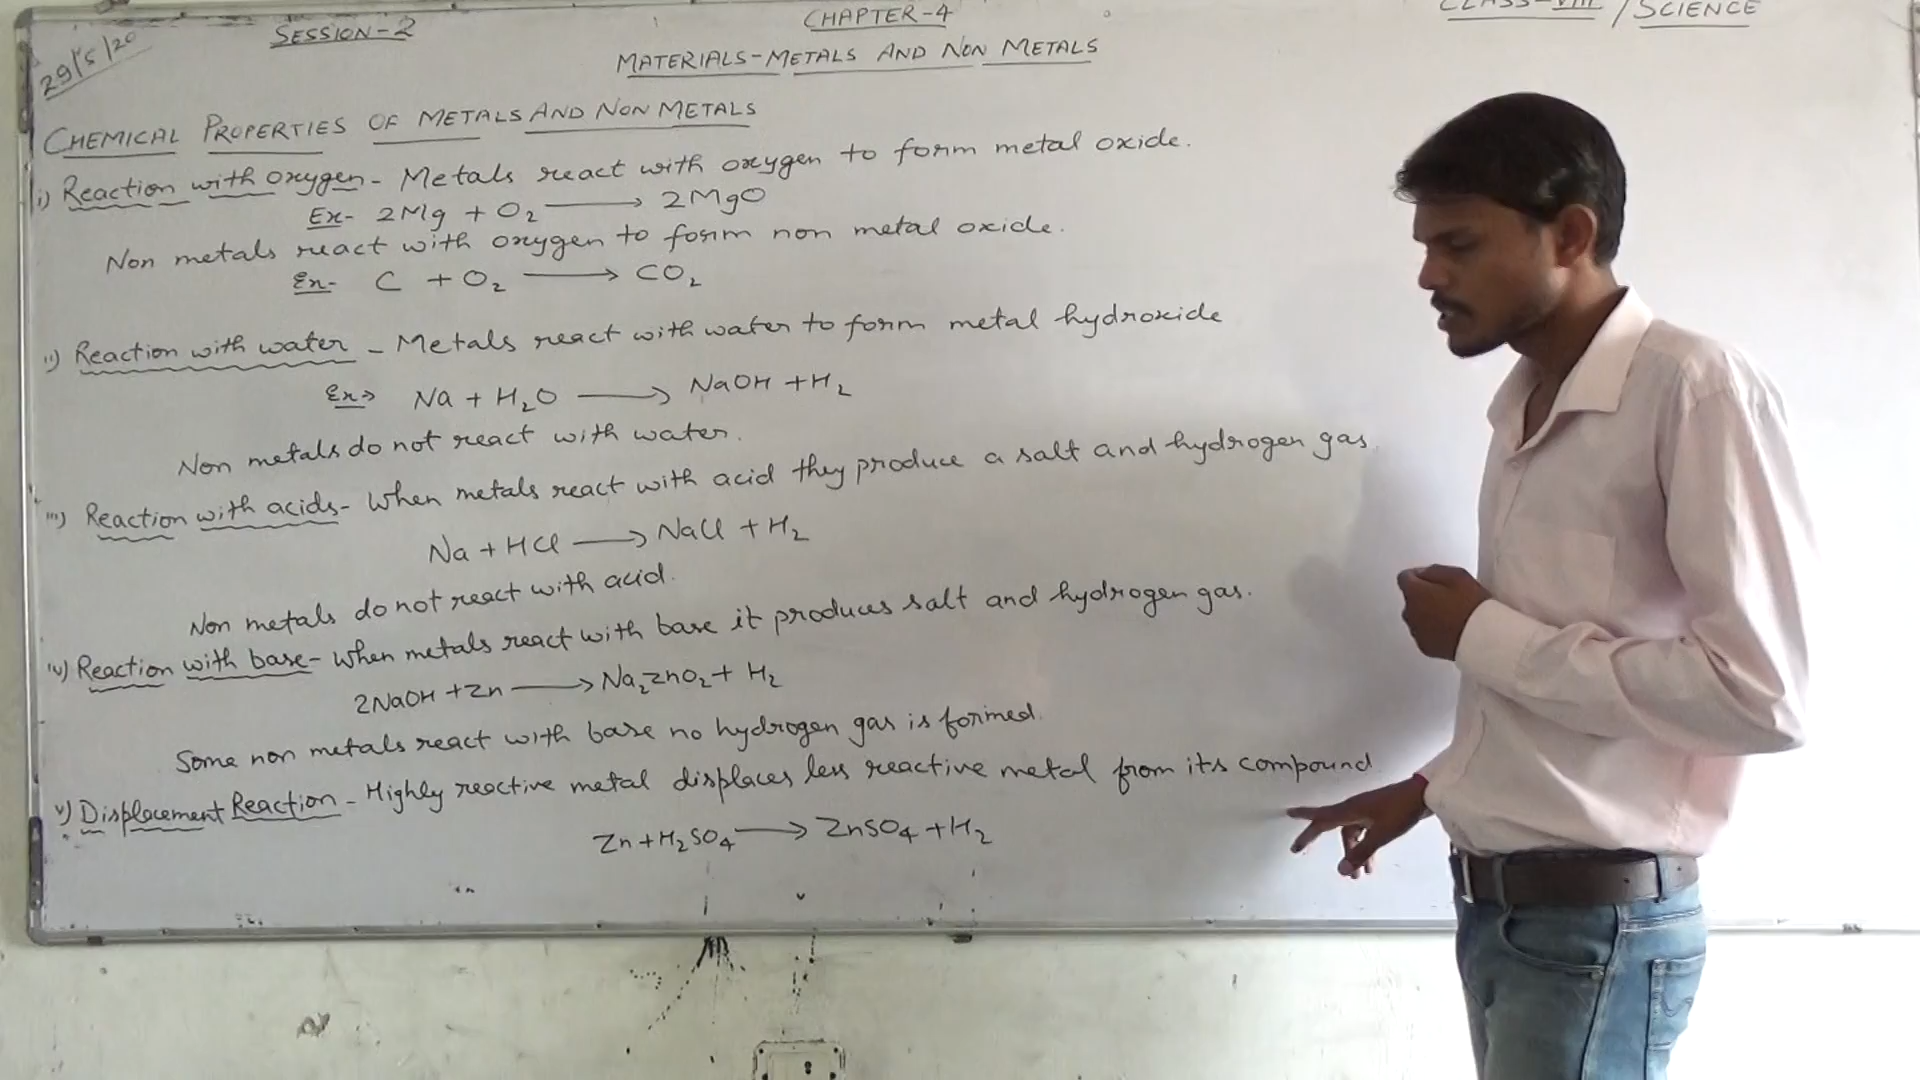 29/5/20
SESSION-2
CHAPTER-4
CLASS-VIII / SCIENCE
MATERIALS-METALS AND NON METALS
CHEMICAL PROPERTIES OF METALS AND NON METALS
i) Reaction with oxygen - Metals react with oxygen to form metal oxide.
Ex- 2Mg + O₂ ⟶ 2MgO
Non metals react with oxygen to form non metal oxide.
Ex- C + O₂ ⟶ CO₂
ii) Reaction with water - Metals react with water to form metal hydroxide
Ex→ Na + H₂O ⟶ NaOH + H₂
Non metals do not react with water.
iii) Reaction with acids- When metals react with acid they produce a salt and hydrogen gas.
Na + HCl ⟶ NaCl + H₂
Non metals do not react with acid.
iv) Reaction with base- When metals react with base it produces salt and hydrogen gas.
2NaOH + Zn ⟶ Na₂ZnO₂ + H₂
Some non metals react with base no hydrogen gas is formed.
v) Displacement Reaction - Highly reactive metal displaces less reactive metal from its compound
Zn + H₂SO₄ ⟶ ZnSO₄ + H₂